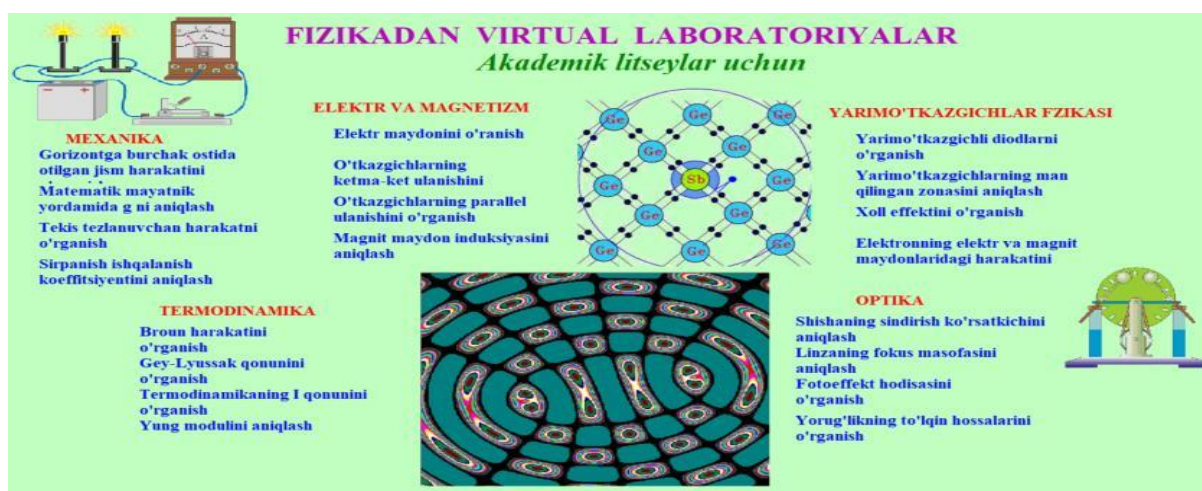 FIZIKADAN VIRTUAL LABORATORIYALAR
Akademik litseylar uchun
MEXANIKA
Gorizontga burchak ostida
otilgan jism harakatini
Matematik mayatnik
yordamida g ni aniqlash
Tekis tezlanuvchan harakatni
o'rganish
Sirpanish ishqalanish
koeffitsiyentini aniqlash
ELEKTR VA MAGNETIZM
Elektr maydonini o'ranish
O'tkazgichlarning
ketma-ket ulanishini
O'tkazgichlarning parallel
ulanishini o'rganish
Magnit maydon induksiyasini
aniqlash
Ge Ge Ge
Ge Ge
Ge Sb Ge
Ge Ge
Ge Ge Ge
YARIMO'TKAZGICHLAR FZIKASI
Yarimo'tkazgichli diodlarni
o'rganish
Yarimo'tkazgichlarning man
qilingan zonasini aniqlash
Xoll effektini o'rganish
Elektronning elektr va magnit
maydonlaridagi harakatini
TERMODINAMIKA
Broun harakatini
o'rganish
Gey-Lyussak qonunini
o'rganish
Termodinamikaning I qonunini
o'rganish
Yung modulini aniqlash
OPTIKA
Shishaning sindirish ko'rsatkichini
aniqlash
Linzaning fokus masofasini
aniqlash
Fotoeffekt hodisasini
o'rganish
Yorug'likning to'lqin hossalarini
o'rganish